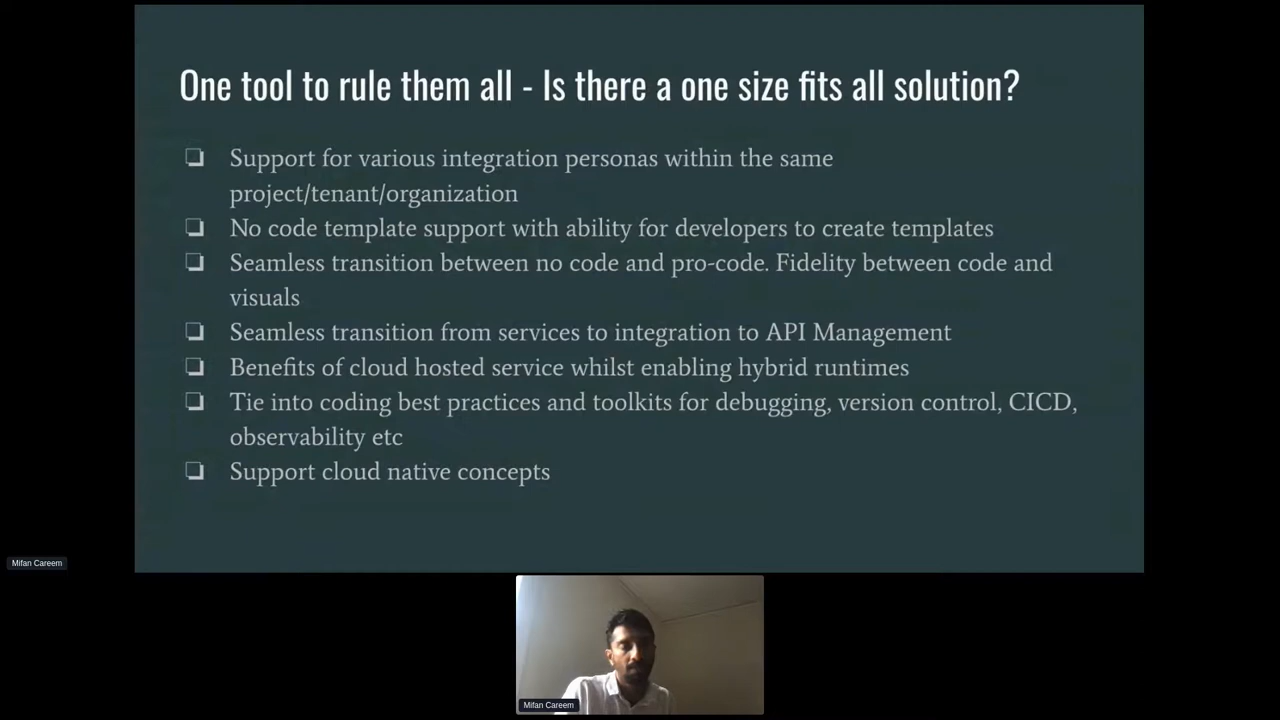 One tool to rule them all - Is there a one size fits all solution?
❏ Support for various integration personas within the same
project/tenant/organization
❏ No code template support with ability for developers to create templates
❏ Seamless transition between no code and pro-code. Fidelity between code and
visuals
❏ Seamless transition from services to integration to API Management
❏ Benefits of cloud hosted service whilst enabling hybrid runtimes
❏ Tie into coding best practices and toolkits for debugging, version control, CICD,
observability etc
❏ Support cloud native concepts
Mifan Careem
Mifan Careem